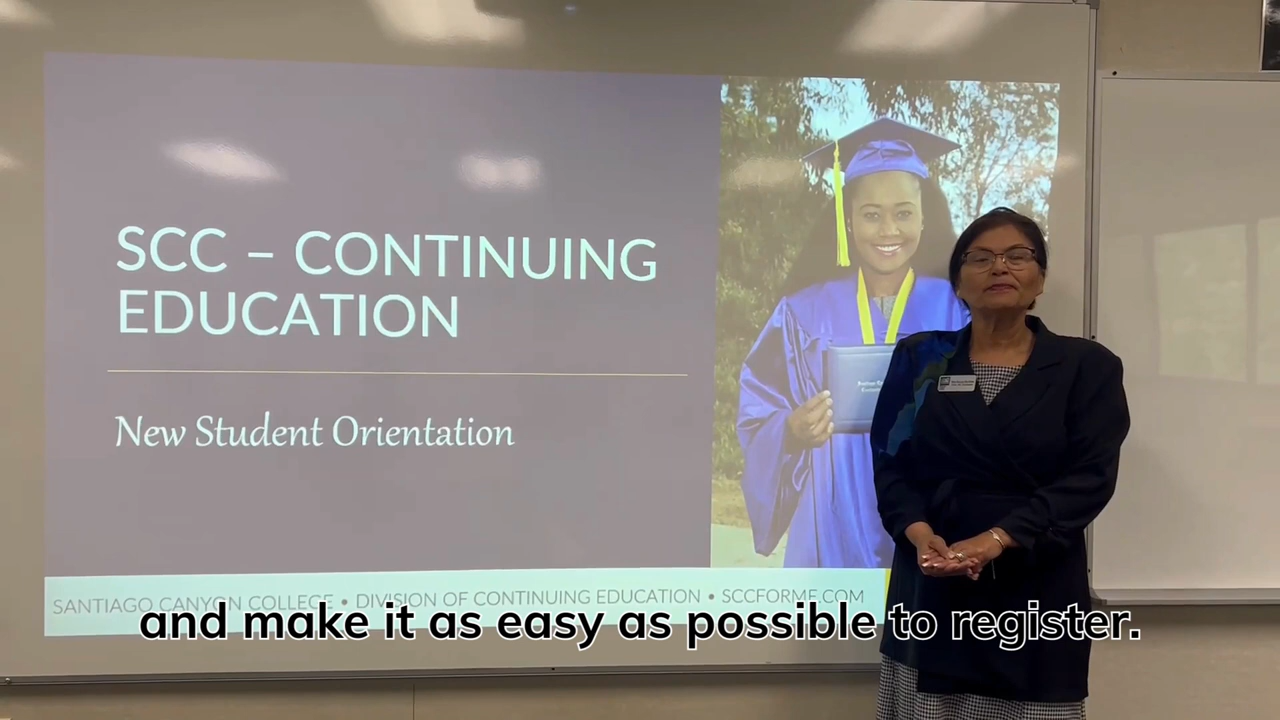 SCC – CONTINUING
EDUCATION
New Student Orientation
SANTIAGO CANYON COLLEGE • DIVISION OF CONTINUING EDUCATION • SCCFORME.COM
and make it as easy as possible to register.